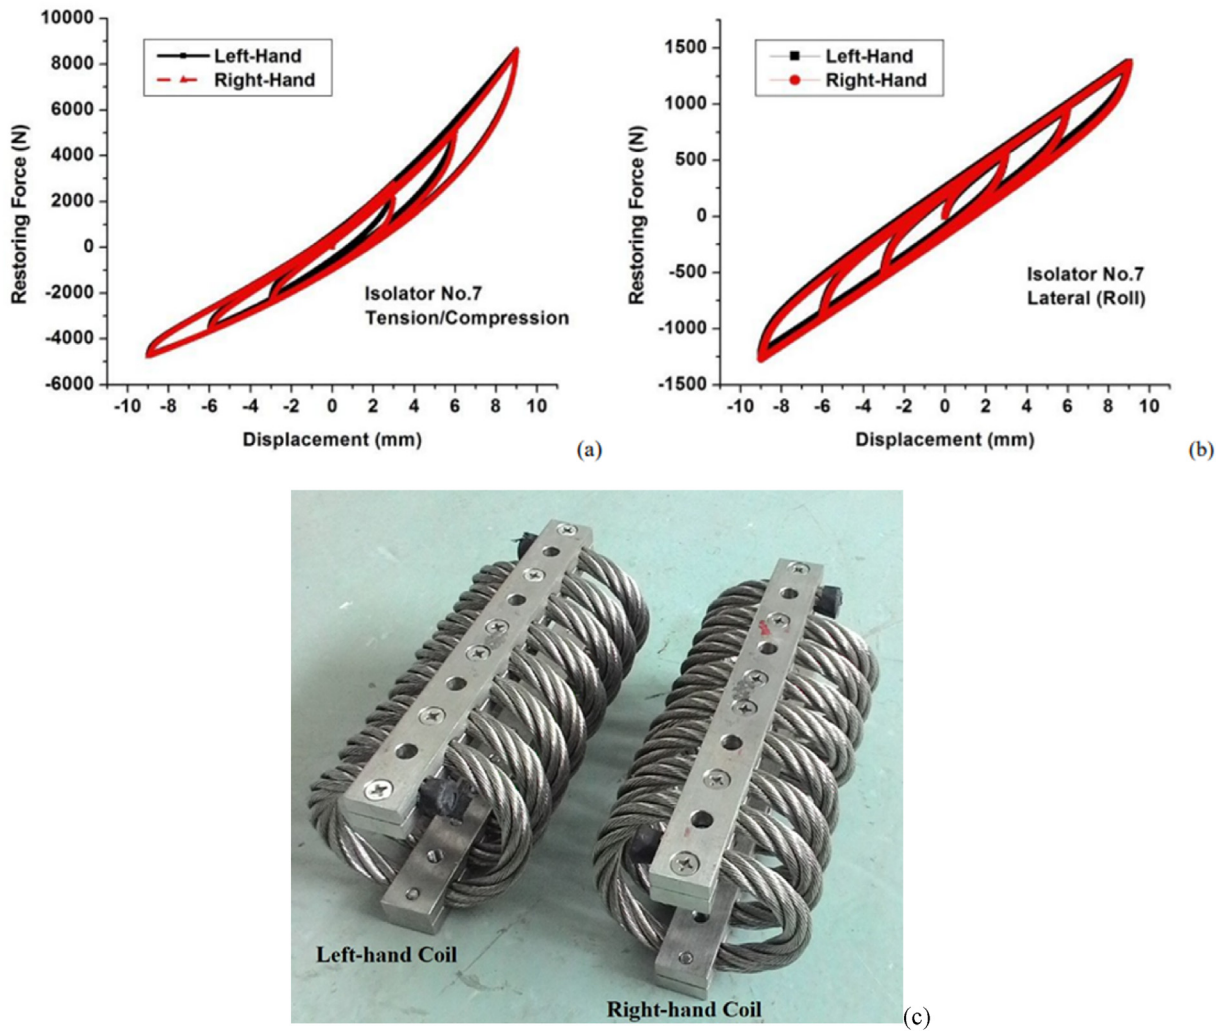 10000
8000
6000
4000
2000
0
-2000
-4000
-6000
Restoring Force (N)
Left-Hand
Right-Hand
Isolator No.7
Tension/Compression
-10 -8 -6 -4 -2 0 2 4 6 8 10
Displacement (mm)
(a)
1500
1000
500
0
-500
-1000
-1500
Restoring Force (N)
Left-Hand
Right-Hand
Isolator No.7
Lateral (Roll)
-10 -8 -6 -4 -2 0 2 4 6 8 10
Displacement (mm)
(b)
Left-hand Coil
Right-hand Coil
(c)